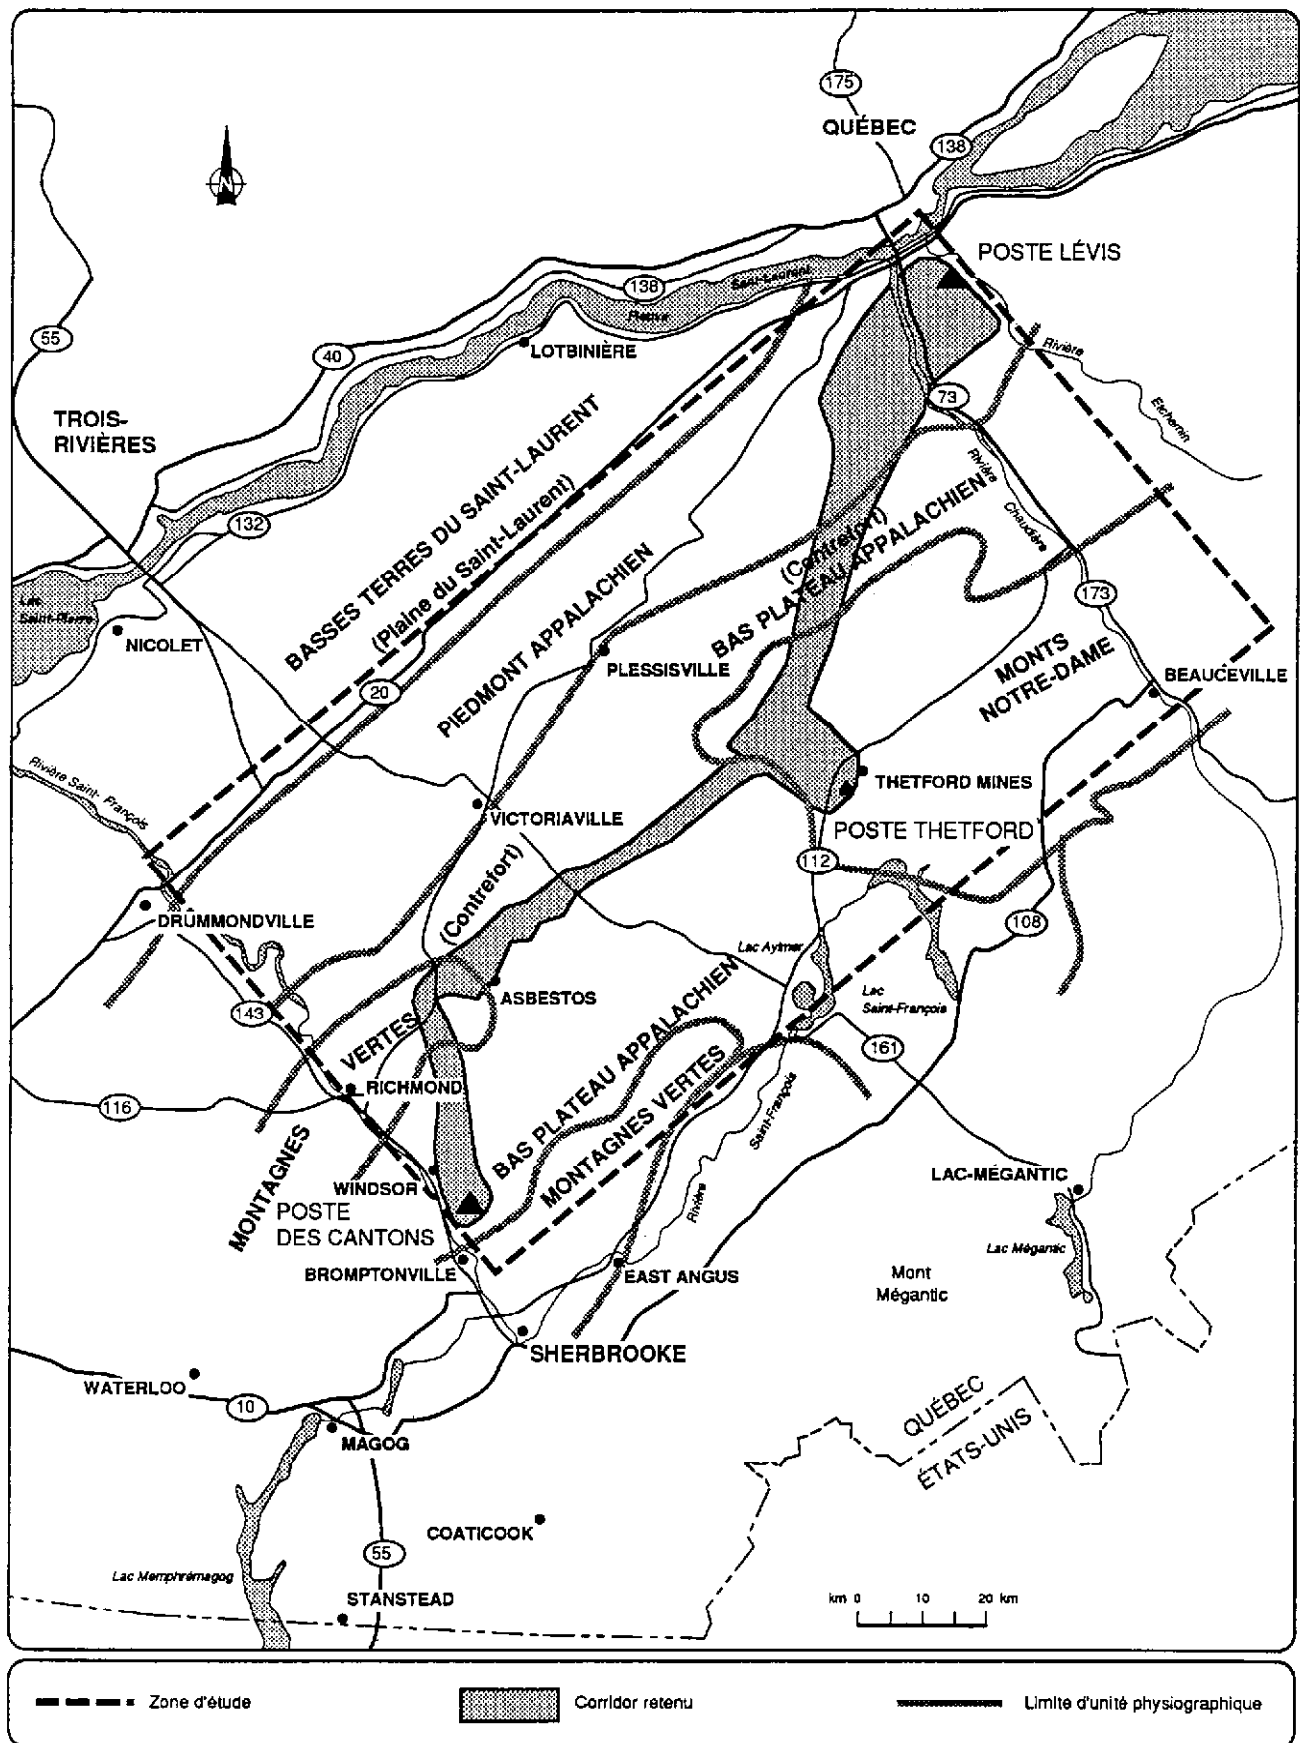 175
QUÉBEC
138
N
POSTE LÉVIS
138
Saint-Laurent
Fleuve
55
40
LOTBINIÈRE
Rivière
Etchemin
73
TROIS-
RIVIÈRES
132
BASSES TERRES DU SAINT-LAURENT
(Plaine du Saint-Laurent)
Rivière
Chaudière
(Contrefort)
BAS PLATEAU APPALACHIEN
PIEDMONT APPALACHIEN
173
Lac
Saint-Pierre
NICOLET
PLESSISVILLE
MONTS
NOTRE-DAME
BEAUCEVILLE
20
Rivière Saint-François
THETFORD MINES
VICTORIAVILLE
POSTE THETFORD
112
(Contrefort)
DRUMMONDVILLE
108
Lac Aylmer
ASBESTOS
Lac
Saint-François
143
VERTES
BAS PLATEAU APPALACHIEN
161
RICHMOND
116
MONTAGNES VERTES
Saint-François
Rivière
MONTAGNES
WINDSOR
LAC-MÉGANTIC
POSTE
DES CANTONS
BROMPTONVILLE
EAST ANGUS
Lac Mégantic
Mont
Mégantic
SHERBROOKE
WATERLOO
10
QUÉBEC
ÉTATS-UNIS
MAGOG
COATICOOK
55
Lac Memphrémagog
STANSTEAD
km 0 10 20 km
Zone d'étude
Corridor retenu
Limite d'unité physiographique